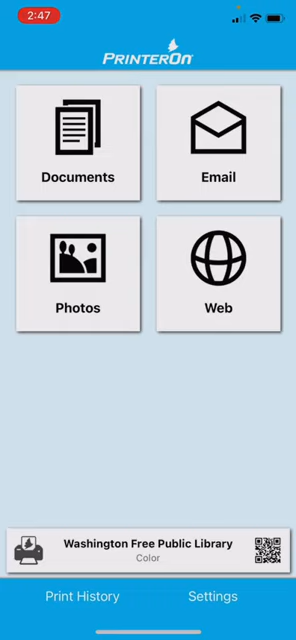 2:47
PRINTERON
Documents
Email
Photos
Web
Washington Free Public Library
Color
Print History
Settings